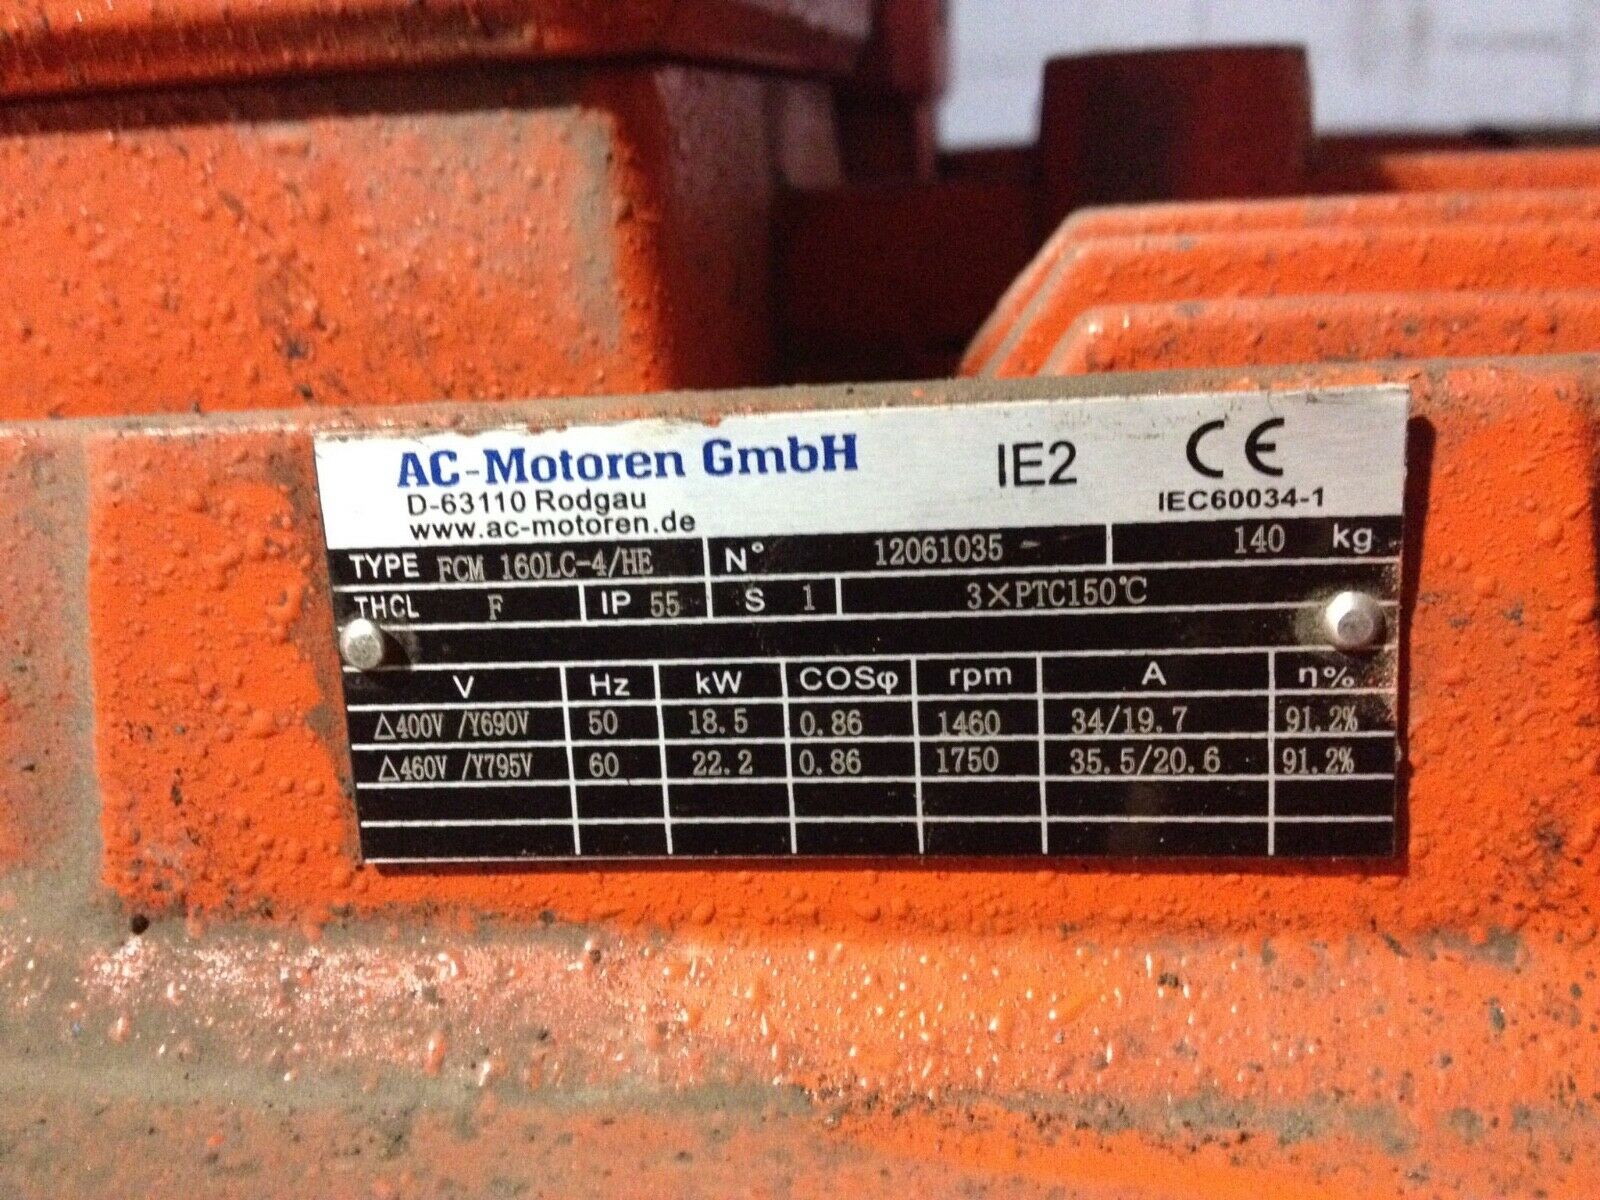 AC-Motoren GmbH IE2 CE
D-63110 Rodgau IEC60034-1
www.ac-motoren.de
TYPE FCM 160LC-4/HE N° 12061035 - 140 kg
THCL F IP 55 S 1 3×PTC150℃
V Hz kW COSφ rpm A η%
△400V /Y690V 50 18.5 0.86 1460 34/19.7 91.2%
△460V /Y795V 60 22.2 0.86 1750 35.5/20.6 91.2%